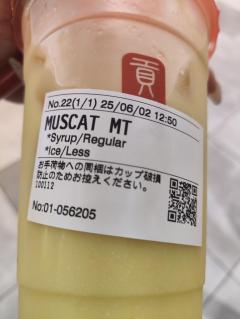 貢
No.22(1/1) 25/06/02 12:50
MUSCAT MT
*Syrup/Regular
*Ice/Less
お手荷物への同梱はカップ破損
防止のためお控えください。
100112
No:01-056205